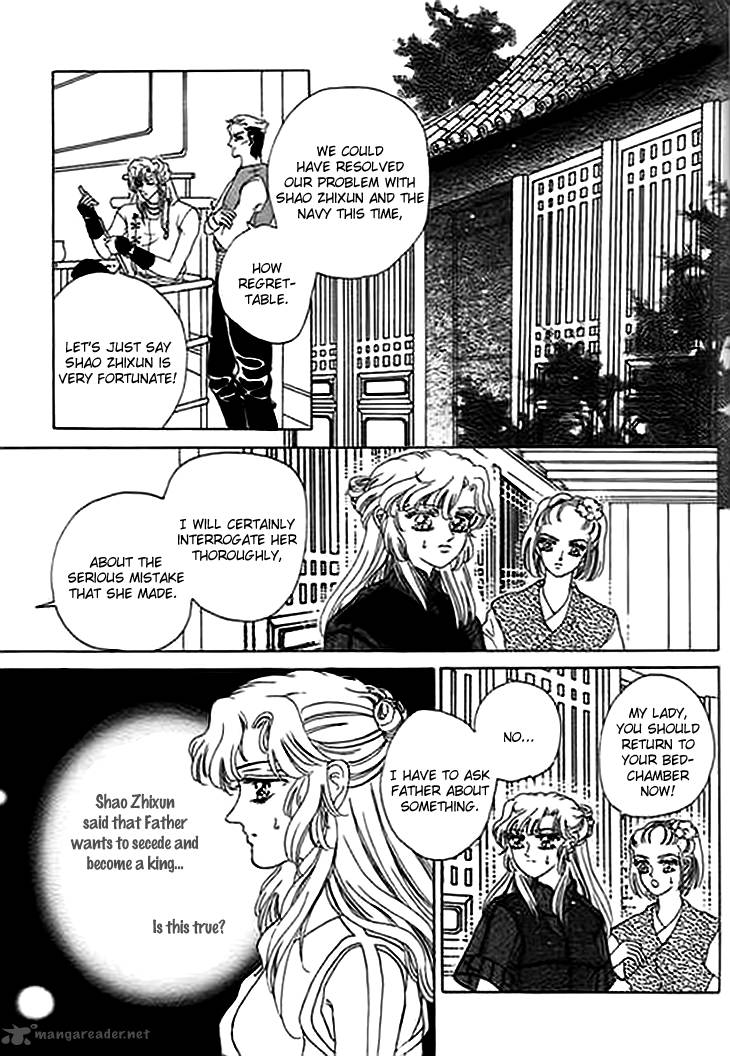 WE COULD
HAVE RESOLVED
OUR PROBLEM WITH
SHAO ZHIXUN AND THE
NAVY THIS TIME,
HOW
REGRET-
TABLE.
LET'S JUST SAY
SHAO ZHIXUN IS
VERY FORTUNATE!
I WILL CERTAINLY
INTERROGATE HER
THOROUGHLY,
ABOUT THE
SERIOUS MISTAKE
THAT SHE MADE.
MY LADY,
YOU SHOULD
RETURN TO
YOUR BED-
CHAMBER
NOW!
NO...
I HAVE TO ASK
FATHER ABOUT
SOMETHING.
Shao Zhixun
said that Father
wants to secede and
become a king...
Is this true?
mangareader.net